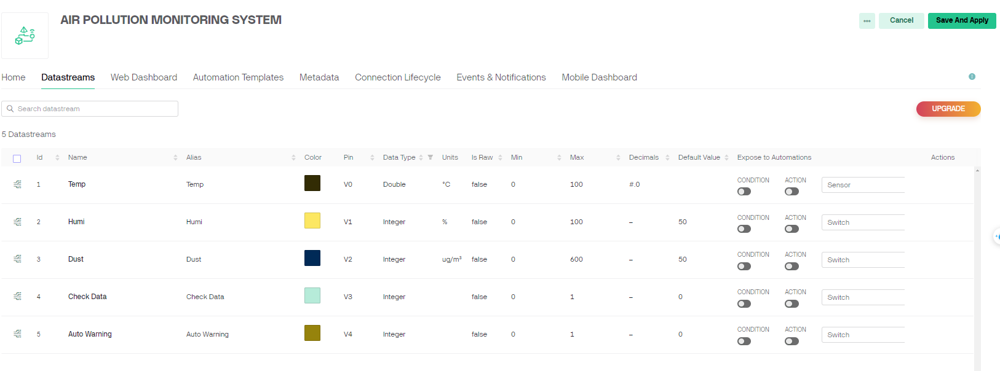 AIR POLLUTION MONITORING SYSTEM
Cancel
Save And Apply
Home Datastreams Web Dashboard Automation Templates Metadata Connection Lifecycle Events & Notifications Mobile Dashboard
Search datastream
UPGRADE
5 Datastreams
Id Name Alias Color Pin Data Type Units Is Raw Min Max Decimals Default Value Expose to Automations Actions
CONDITION ACTION
1 Temp Temp V0 Double °C false 0 100 #.0 Sensor
CONDITION ACTION
2 Humi Humi V1 Integer % false 0 100 – 50 Switch
CONDITION ACTION
3 Dust Dust V2 Integer ug/m³ false 0 600 – 50 Switch
CONDITION ACTION
4 Check Data Check Data V3 Integer false 0 1 – 0 Switch
CONDITION ACTION
5 Auto Warning Auto Warning V4 Integer false 0 1 – 0 Switch